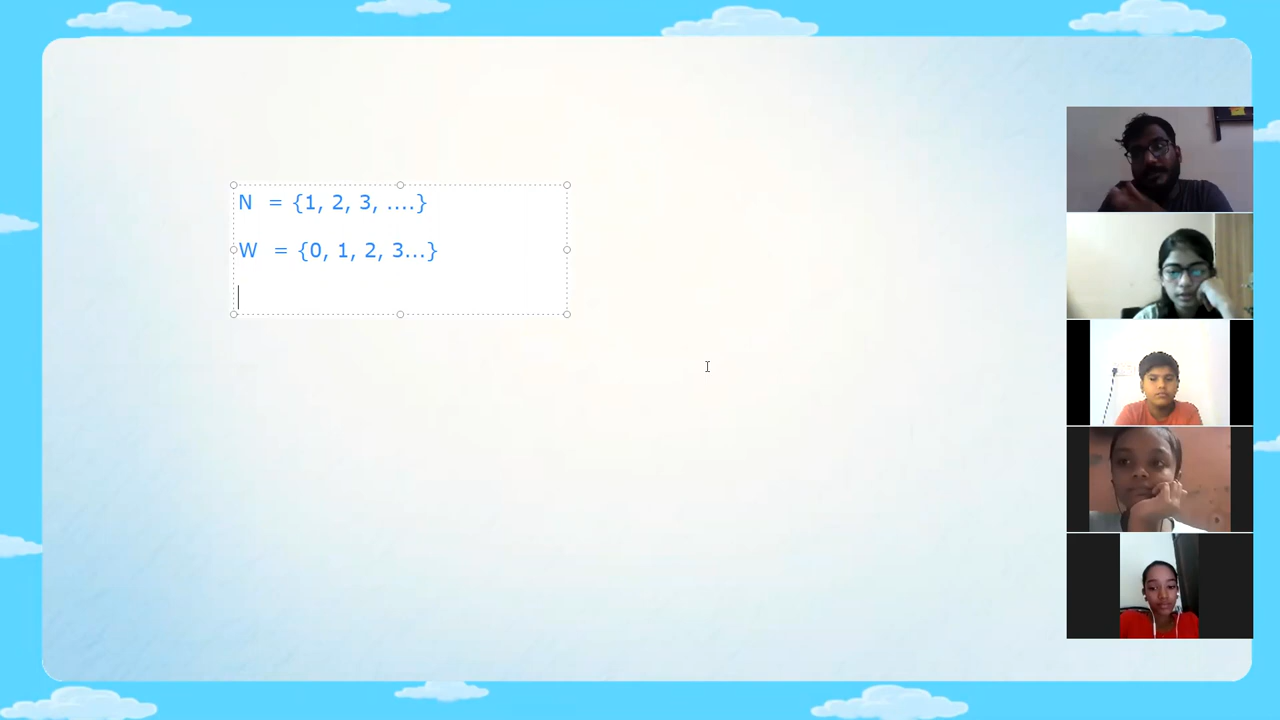 N = {1, 2, 3, ....}
W = {0, 1, 2, 3...}